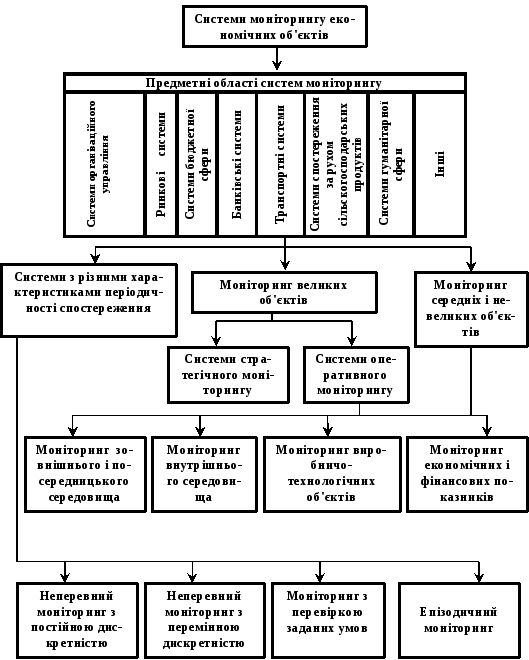 Системи моніторингу еко-
номічних об'єктів
Предметні області систем моніторингу
Системи організаційного
управління
Ринкові системи
Системи бюджетної
сфери
Банківські системи
Транспортні системи
Системи спостереження
за рухом
сільскогосподарських
продуктів
Системи гуманітарної
сфери
Інші
Системи з різними хара-
ктеристиками періодич-
ності спостереження
Моніторинг великих
об'єктів
Моніторинг
середніх і не-
великих об'єк-
тів
Системи стра-
тегічного моні-
торингу
Системи опе-
ративного
моніторингу
Моніторинг зо-
внішнього і по-
середницького
середовища
Моніторинг
внутрішньо-
го середови-
ща
Моніторинг виро-
бничо-
технологічних
об'єктів
Моніторинг
економічних і
фінансових по-
казників
Неперевний
моніторинг з
постійною дис-
кретністю
Неперевний
моніторинг з
перемінною
дискретністю
Моніторинг з
перевіркою
заданих умов
Епізодичний
моніторинг